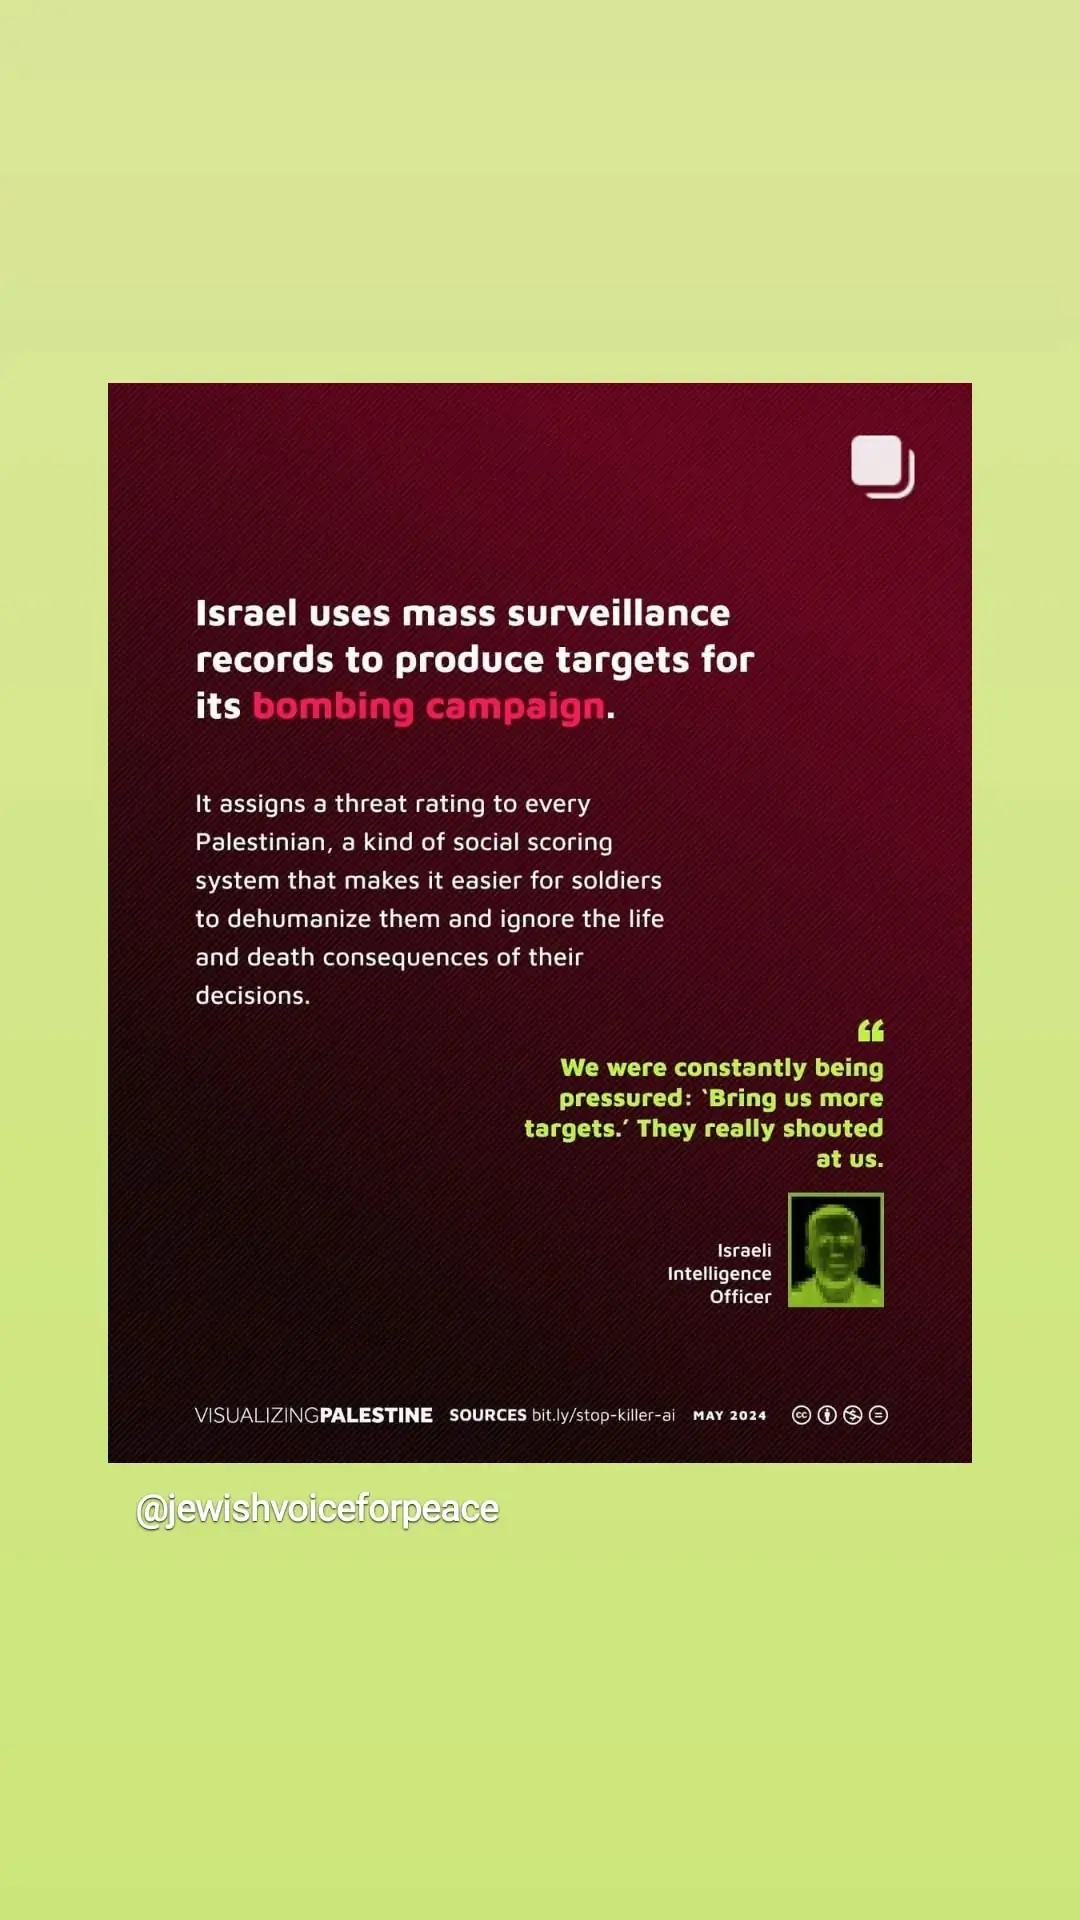 Israel uses mass surveillance
records to produce targets for
its bombing campaign.
It assigns a threat rating to every
Palestinian, a kind of social scoring
system that makes it easier for soldiers
to dehumanize them and ignore the life
and death consequences of their
decisions.
“
We were constantly being
pressured: ‘Bring us more
targets.’ They really shouted
at us.
Israeli
Intelligence
Officer
VISUALIZINGPALESTINE SOURCES bit.ly/stop-killer-ai MAY 2024
@jewishvoiceforpeace